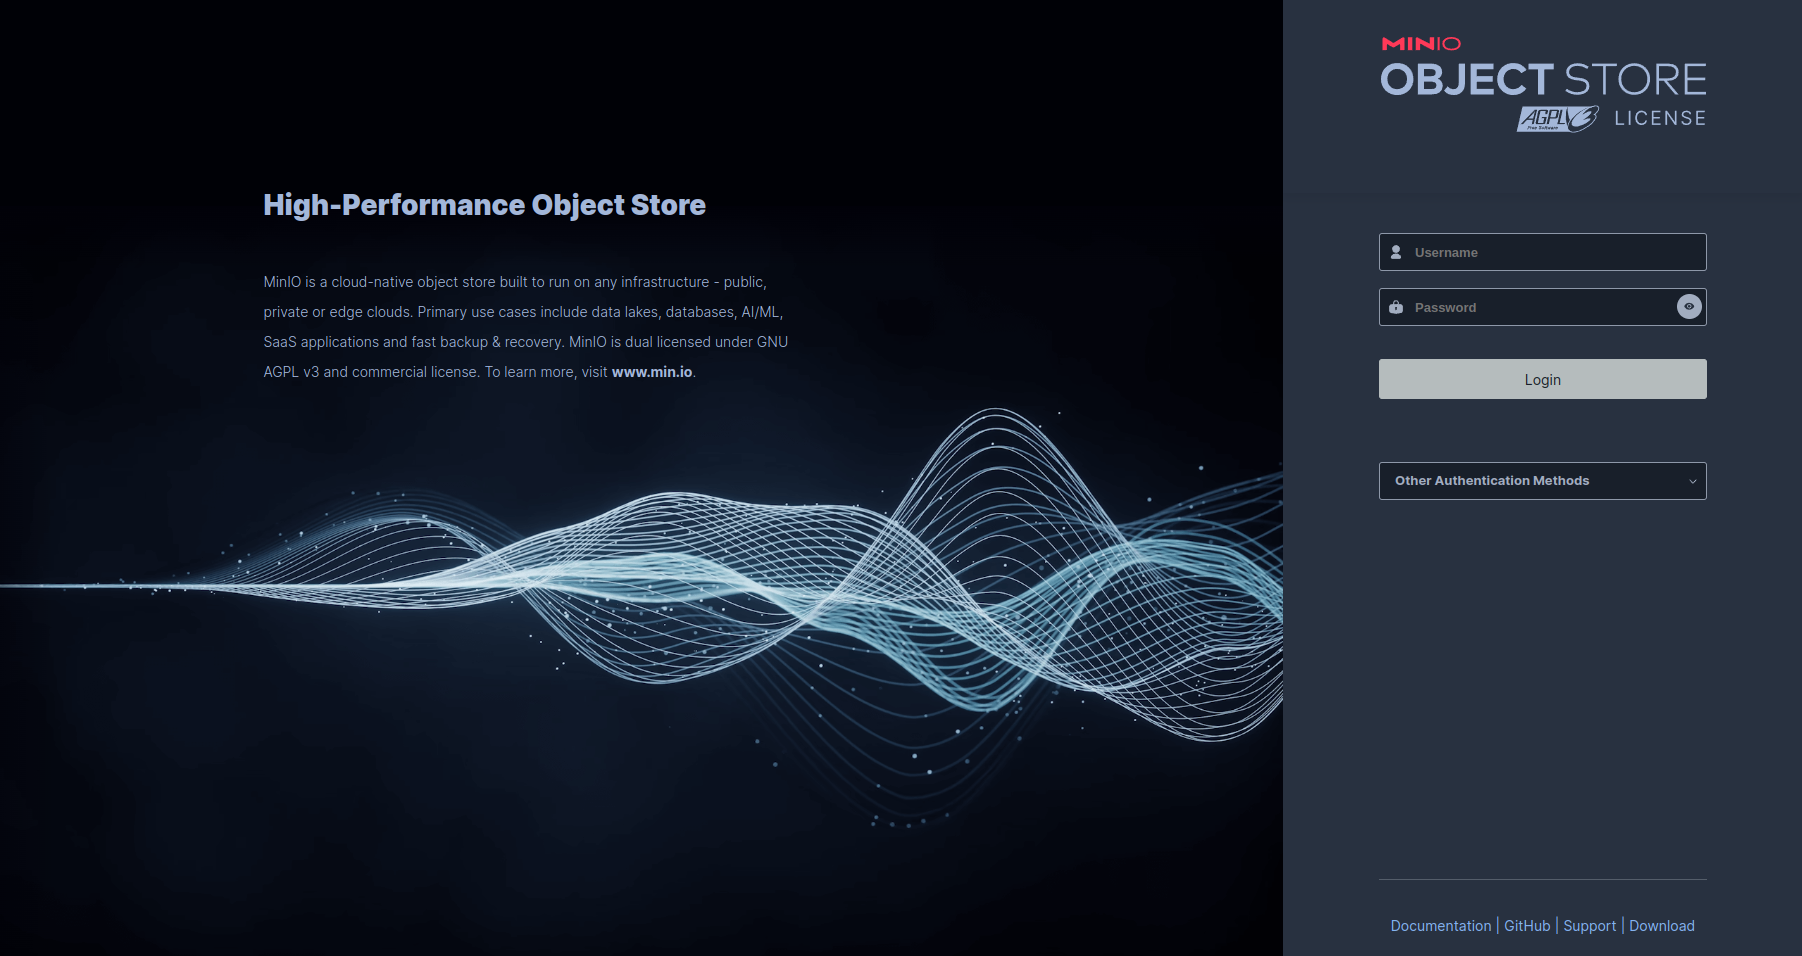 High-Performance Object Store
MinIO is a cloud-native object store built to run on any infrastructure - public,
private or edge clouds. Primary use cases include data lakes, databases, AI/ML,
SaaS applications and fast backup & recovery. MinIO is dual licensed under GNU
AGPL v3 and commercial license. To learn more, visit www.min.io.
MINIO
OBJECT STORE
AGPLv3 LICENSE
Free Software
Username
Password
Login
Other Authentication Methods
Documentation | GitHub | Support | Download